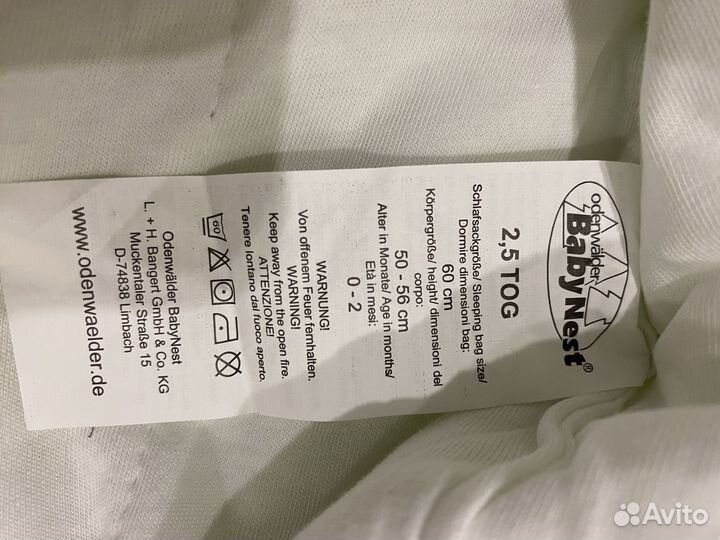 odenwälder
BabyNest®
2,5 TOG
Schlafsackgröße/ Sleeping bag size/
Dormire dimensioni bag:
60 cm
Körpergröße/ height/ dimensioni del
corpo:
50 - 56 cm
Alter in Monate/ Age in months/
Età in mesi:
0 - 2
WARNUNG!
Von offenem Feuer fernhalten.
WARNING!
Keep away from the open fire.
ATTENZIONE!
Tenere lontano dal fuoco aperto.
60
Odenwälder BabyNest
L. + H. Bangert GmbH & Co. KG
Muckentaler Straße 15
D-74838 Limbach
www.odenwaelder.de
Avito